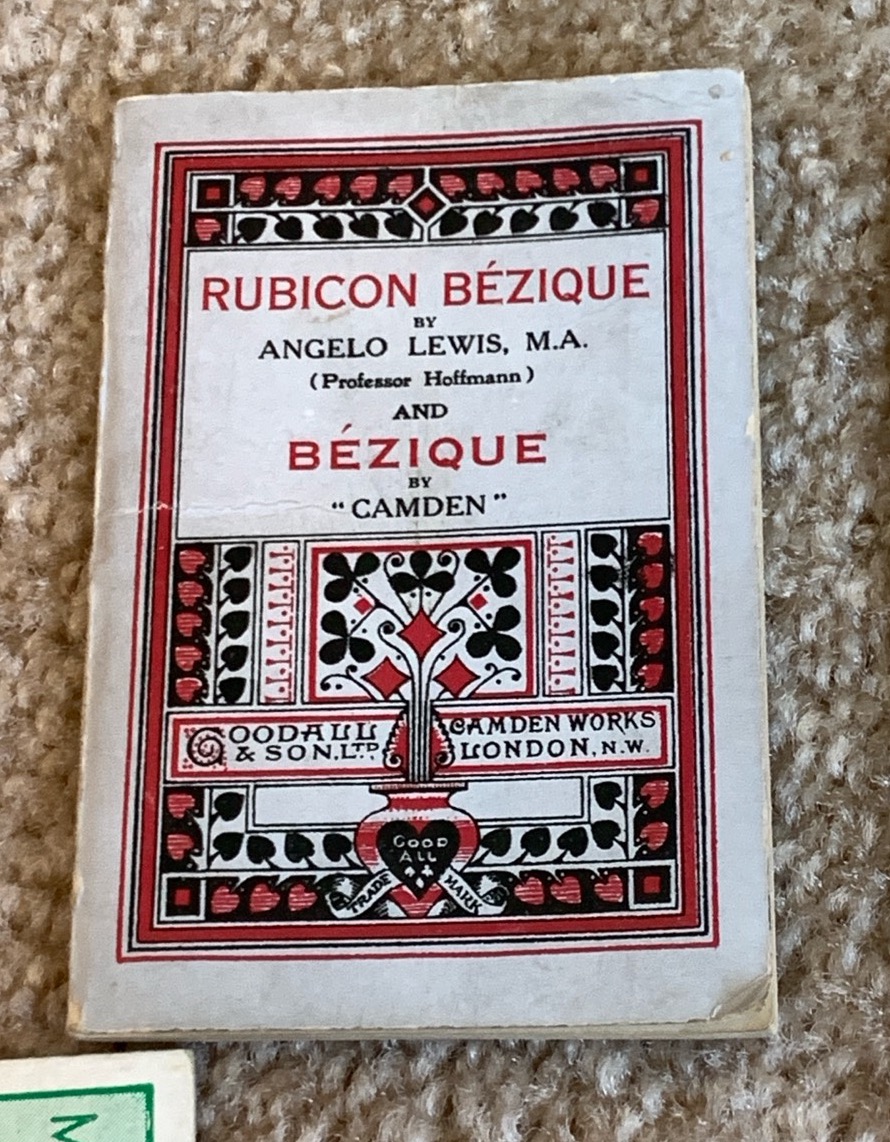 RUBICON BÉZIQUE
BY
ANGELO LEWIS, M.A.
(Professor Hoffmann)
AND
BÉZIQUE
BY
"CAMDEN"
GOODALL CAMDEN WORKS
& SON, LTD. LONDON, N.W.
GOOD
ALL
TRADE MARK
M